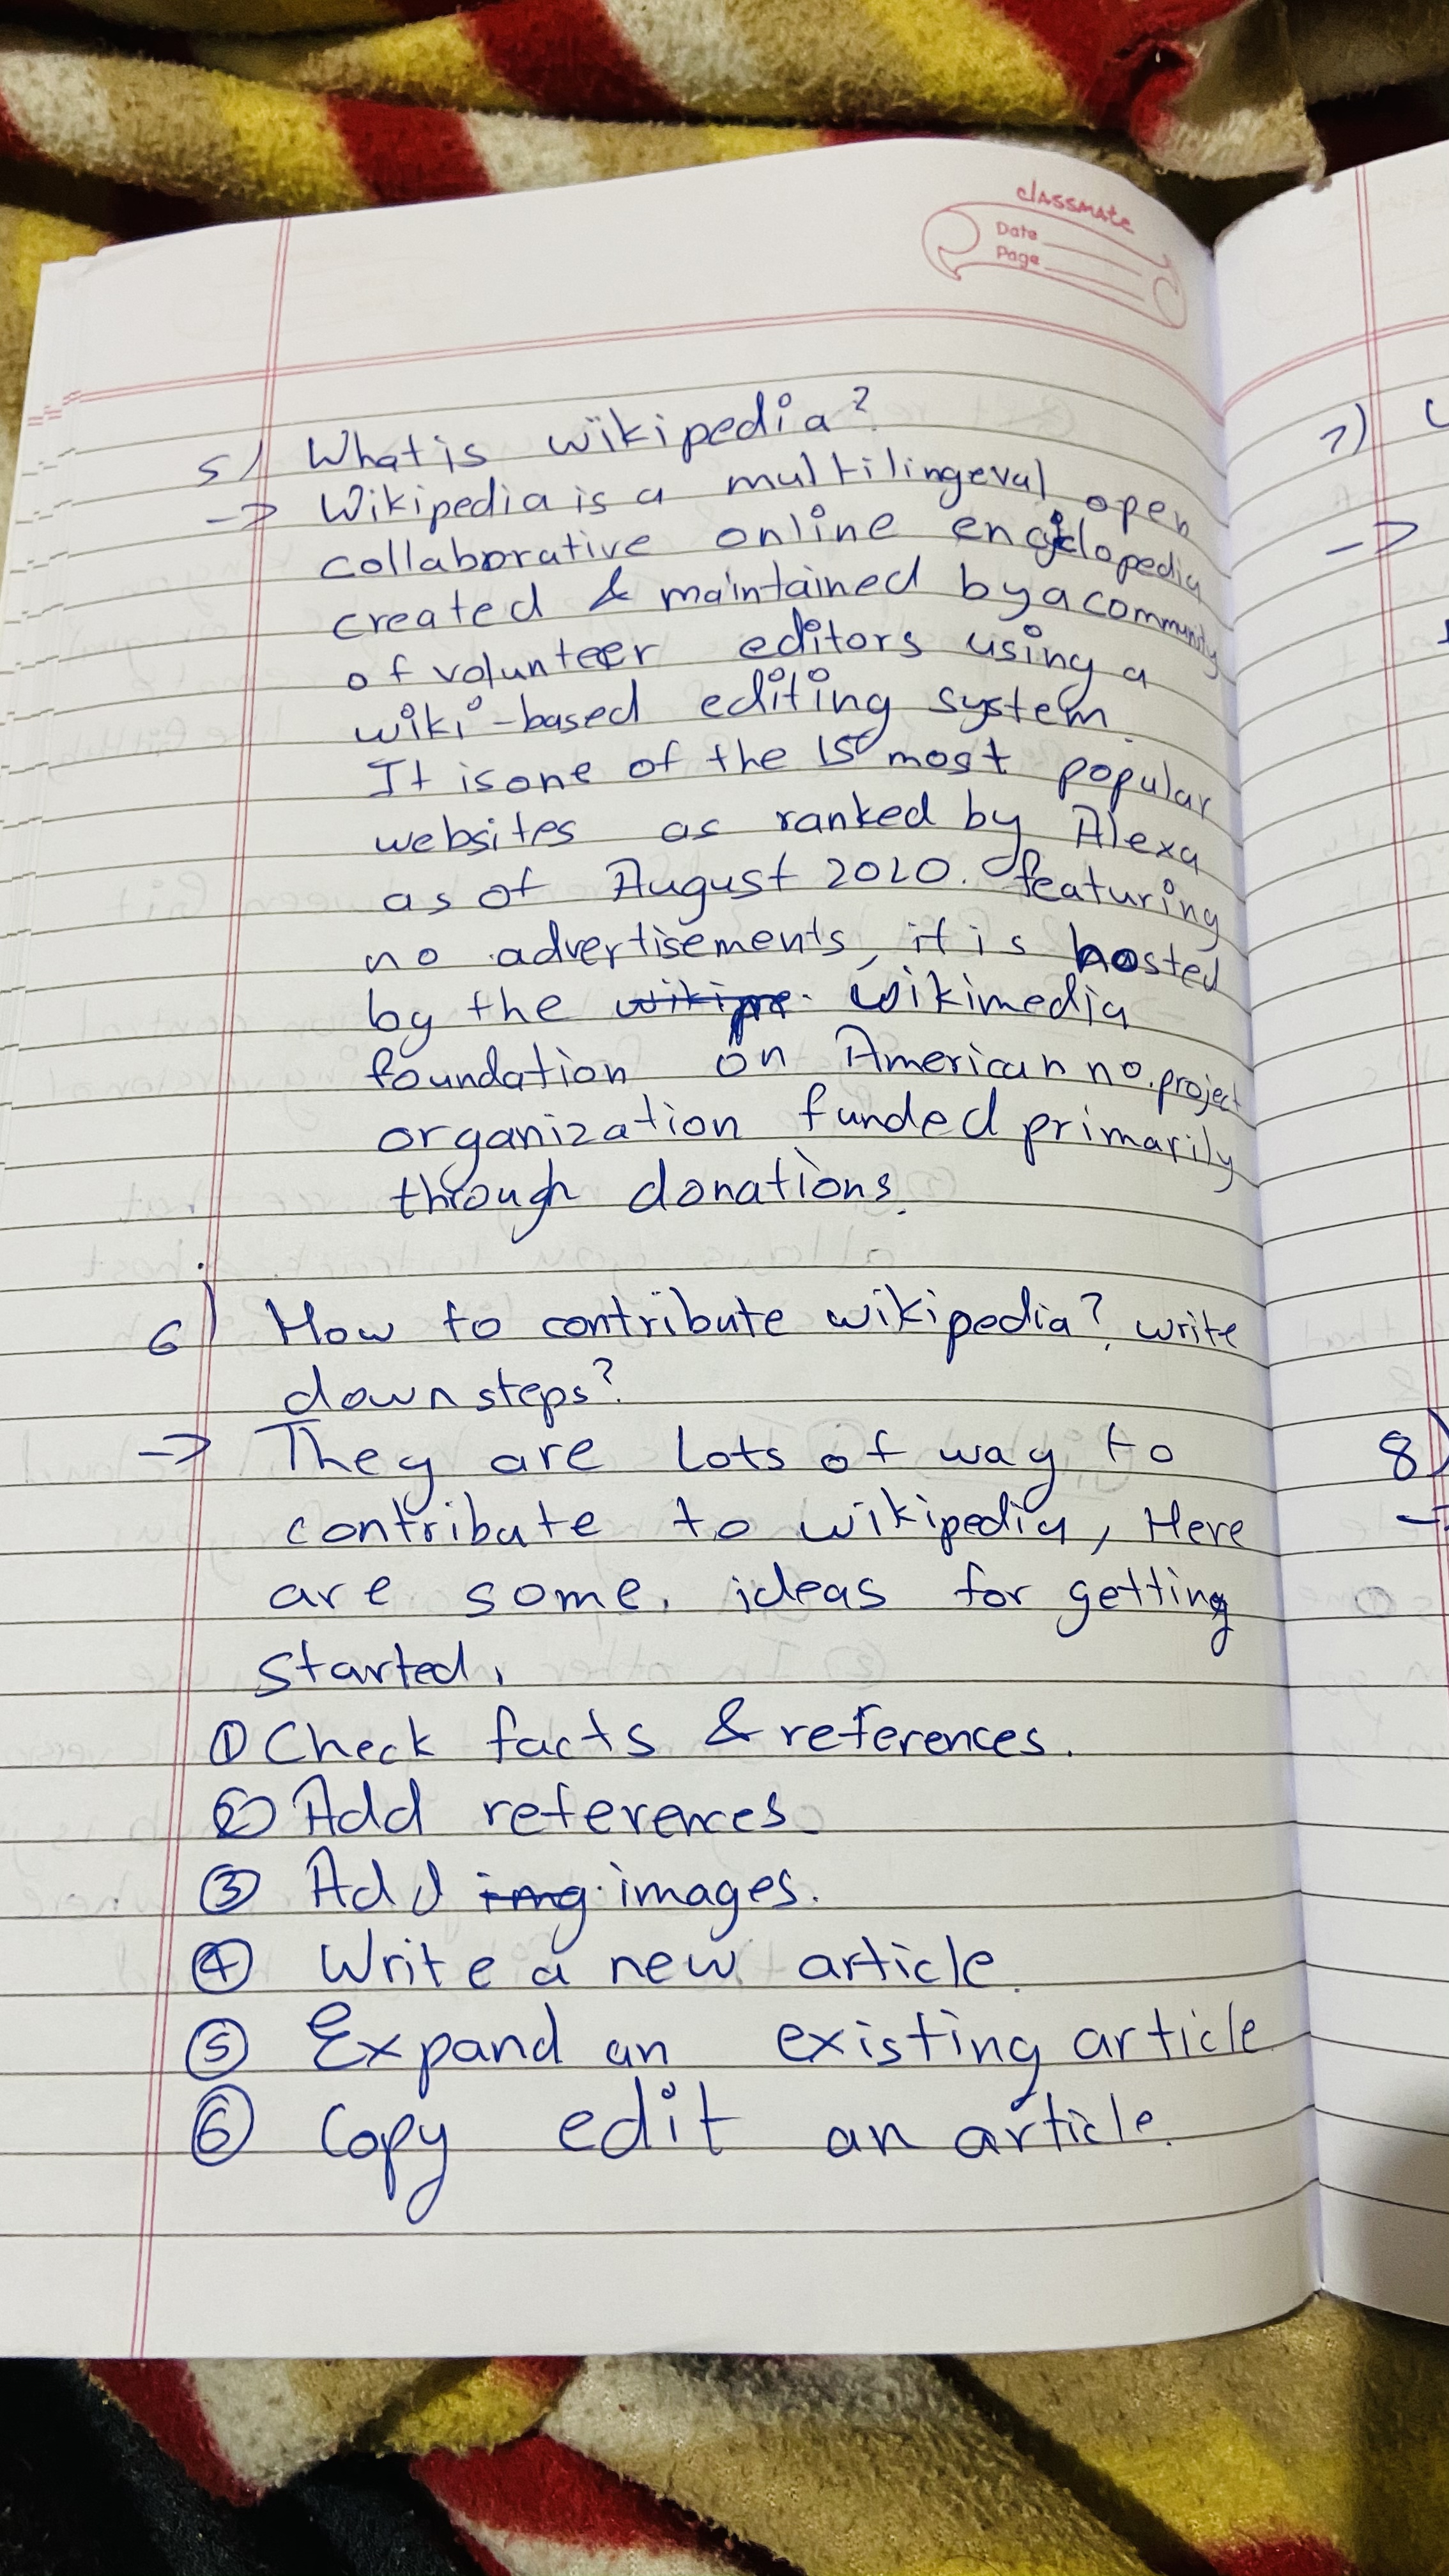 classmate
Date
Page
5) What is wikipedia?
-> Wikipedia is a multilingeval open
collaborative online encyclopedia
created & maintained by a community
of volunteer editors using a
wiki-based editing system.
It is one of the 15 most popular
websites as ranked by Alexa
as of August 2020. featuring
no advertisements, it is hosted
by the wikipe. wikimedia
foundation on American no.project
organization funded primarily
through donations.
6) How to contribute wikipedia? write
down steps?
-> They are lots of way to
contribute to wikipedia, Here
are some, ideas for getting
started,
① Check facts & references.
② Add references.
③ Add img images.
④ Write a new article.
⑤ Expand an existing article.
⑥ Copy edit an article.
7)
->
8)